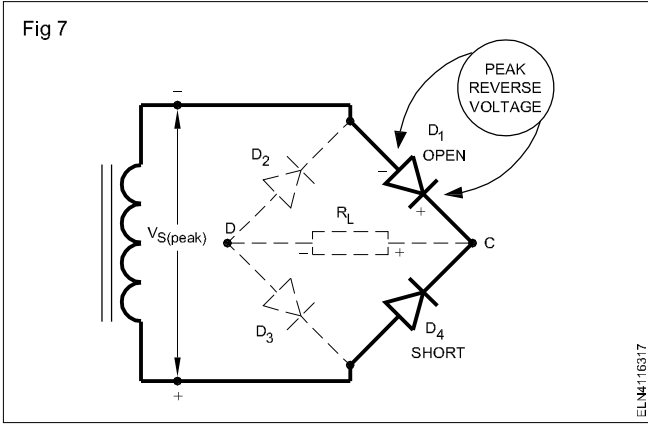 Fig 7
PEAK
REVERSE
VOLTAGE
–
D1
OPEN
D2
–
+
VS(peak)
D
RL
C
–
+
D3
D4
SHORT
+
ELN4116317